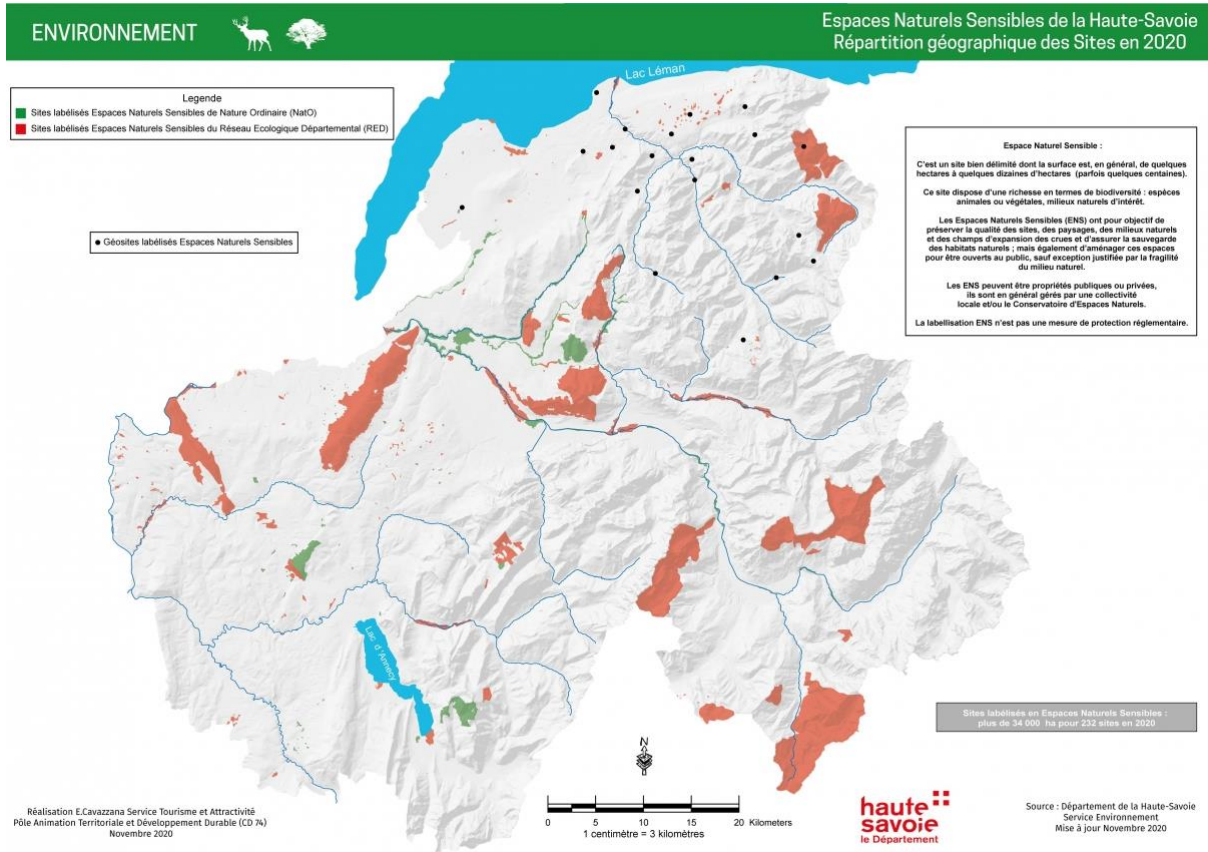 ENVIRONNEMENT
Espaces Naturels Sensibles de la Haute-Savoie
Répartition géographique des Sites en 2020
Lac Léman
Legende
Sites labélisés Espaces Naturels Sensibles de Nature Ordinaire (NatO)
Sites labélisés Espaces Naturels Sensibles du Réseau Ecologique Départemental (RED)
Géosites labélisés Espaces Naturels Sensibles
Espace Naturel Sensible :
C'est un site bien délimité dont la surface est, en général, de quelques
hectares à quelques dizaines d'hectares (parfois quelques centaines).
Ce site dispose d'une richesse en termes de biodiversité : espèces
animales ou végétales, milieux naturels d'intérêt.
Les Espaces Naturels Sensibles (ENS) ont pour objectif de
préserver la qualité des sites, des paysages, des milieux naturels
et des champs d'expansion des crues et d'assurer la sauvegarde
des habitats naturels ; mais également d'aménager ces espaces
pour être ouverts au public, sauf exception justifiée par la fragilité
du milieu naturel.
Les ENS peuvent être propriétés publiques ou privées,
ils sont en général gérés par une collectivité
locale et/ou le Conservatoire d'Espaces Naturels.
La labellisation ENS n'est pas une mesure de protection réglementaire.
Lac d'Annecy
Sites labélisés en Espaces Naturels Sensibles :
plus de 34 000 ha pour 232 sites en 2020
N
0 5 10 15 20 Kilometers
1 centimètre = 3 kilomètres
Réalisation E.Cavazzana Service Tourisme et Attractivité
Pôle Animation Territoriale et Développement Durable (CD 74)
Novembre 2020
haute
savoie
le Département
Source : Département de la Haute-Savoie
Service Environnement
Mise à jour Novembre 2020